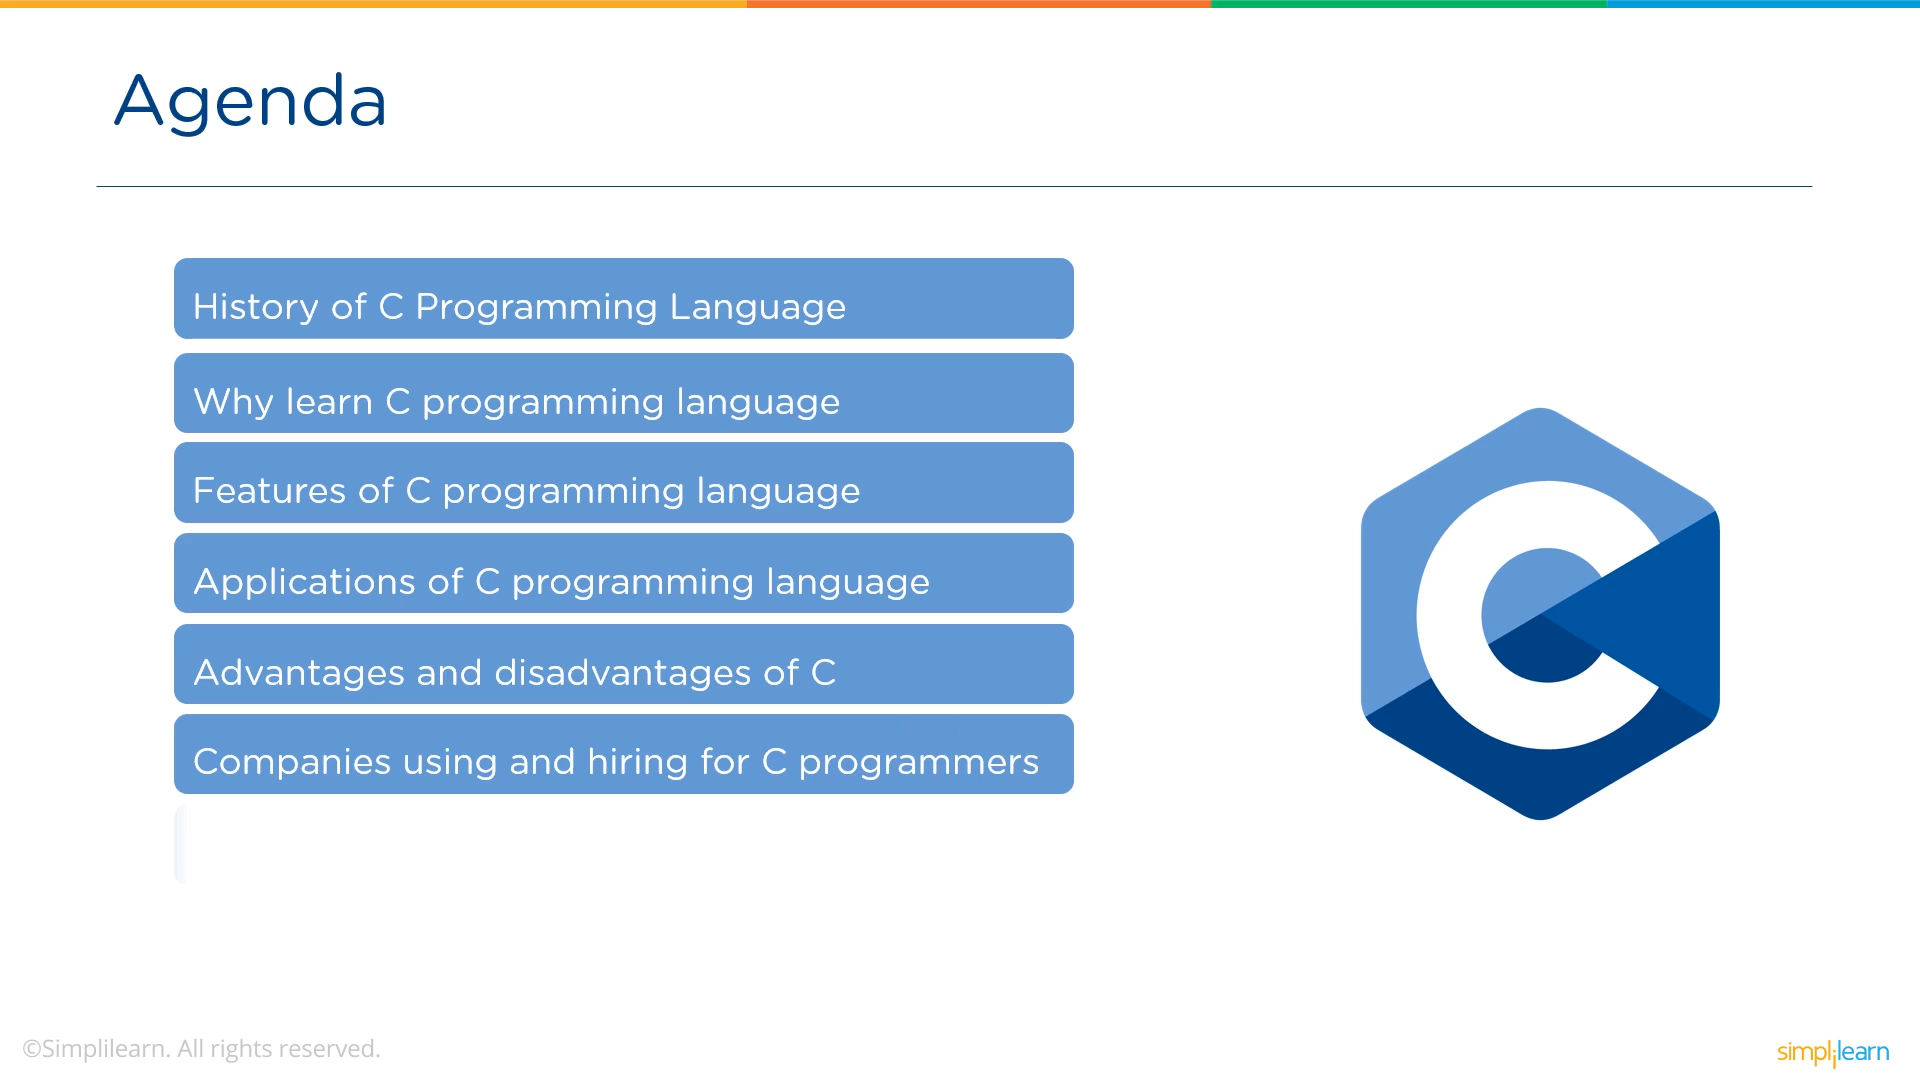 Agenda
History of C Programming Language
Why learn C programming language
Features of C programming language
Applications of C programming language
Advantages and disadvantages of C
Companies using and hiring for C programmers
C
©Simplilearn. All rights reserved.
simplilearn